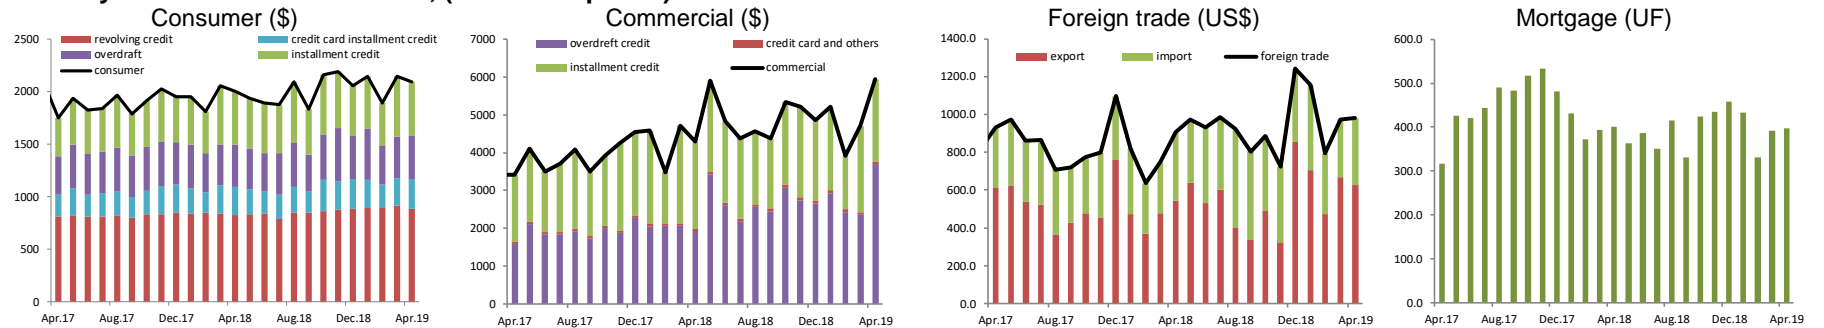 Consumer ($)
revolving credit
credit card installment credit
overdraft
installment credit
consumer
2500
2000
1500
1000
500
0
Apr.17 Aug.17 Dec.17 Apr.18 Aug.18 Dec.18 Apr.19
Commercial ($)
overdreft credit
credit card and others
installment credit
commercial
7000
6000
5000
4000
3000
2000
1000
0
Apr.17 Aug.17 Dec.17 Apr.18 Aug.18 Dec.18 Apr.19
Foreign trade (US$)
export
import
foreign trade
1400.0
1200.0
1000.0
800.0
600.0
400.0
200.0
0.0
Apr.17 Aug.17 Dec.17 Apr.18 Aug.18 Dec.18 Apr.19
Mortgage (UF)
600.0
500.0
400.0
300.0
200.0
100.0
0.0
Apr.17 Aug.17 Dec.17 Apr.18 Aug.18 Dec.18 Apr.19